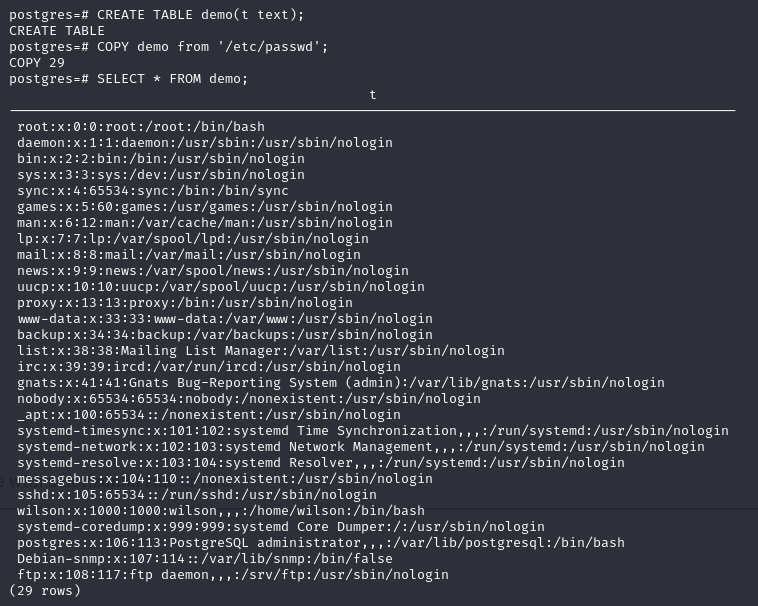 postgres=# CREATE TABLE demo(t text);
CREATE TABLE
postgres=# COPY demo from '/etc/passwd';
COPY 29
postgres=# SELECT * FROM demo;
t
root:x:0:0:root:/root:/bin/bash
daemon:x:1:1:daemon:/usr/sbin:/usr/sbin/nologin
bin:x:2:2:bin:/bin:/usr/sbin/nologin
sys:x:3:3:sys:/dev:/usr/sbin/nologin
sync:x:4:65534:sync:/bin:/bin/sync
games:x:5:60:games:/usr/games:/usr/sbin/nologin
man:x:6:12:man:/var/cache/man:/usr/sbin/nologin
lp:x:7:7:lp:/var/spool/lpd:/usr/sbin/nologin
mail:x:8:8:mail:/var/mail:/usr/sbin/nologin
news:x:9:9:news:/var/spool/news:/usr/sbin/nologin
uucp:x:10:10:uucp:/var/spool/uucp:/usr/sbin/nologin
proxy:x:13:13:proxy:/bin:/usr/sbin/nologin
www-data:x:33:33:www-data:/var/www:/usr/sbin/nologin
backup:x:34:34:backup:/var/backups:/usr/sbin/nologin
list:x:38:38:Mailing List Manager:/var/list:/usr/sbin/nologin
irc:x:39:39:ircd:/var/run/ircd:/usr/sbin/nologin
gnats:x:41:41:Gnats Bug-Reporting System (admin):/var/lib/gnats:/usr/sbin/nologin
nobody:x:65534:65534:nobody:/nonexistent:/usr/sbin/nologin
_apt:x:100:65534::/nonexistent:/usr/sbin/nologin
systemd-timesync:x:101:102:systemd Time Synchronization,,,:/run/systemd:/usr/sbin/nologin
systemd-network:x:102:103:systemd Network Management,,,:/run/systemd:/usr/sbin/nologin
systemd-resolve:x:103:104:systemd Resolver,,,:/run/systemd:/usr/sbin/nologin
messagebus:x:104:110::/nonexistent:/usr/sbin/nologin
sshd:x:105:65534::/run/sshd:/usr/sbin/nologin
wilson:x:1000:1000:wilson,,,:/home/wilson:/bin/bash
systemd-coredump:x:999:999:systemd Core Dumper:/:/usr/sbin/nologin
postgres:x:106:113:PostgreSQL administrator,,,:/var/lib/postgresql:/bin/bash
Debian-snmp:x:107:114::/var/lib/snmp:/bin/false
ftp:x:108:117:ftp daemon,,,:/srv/ftp:/usr/sbin/nologin
(29 rows)